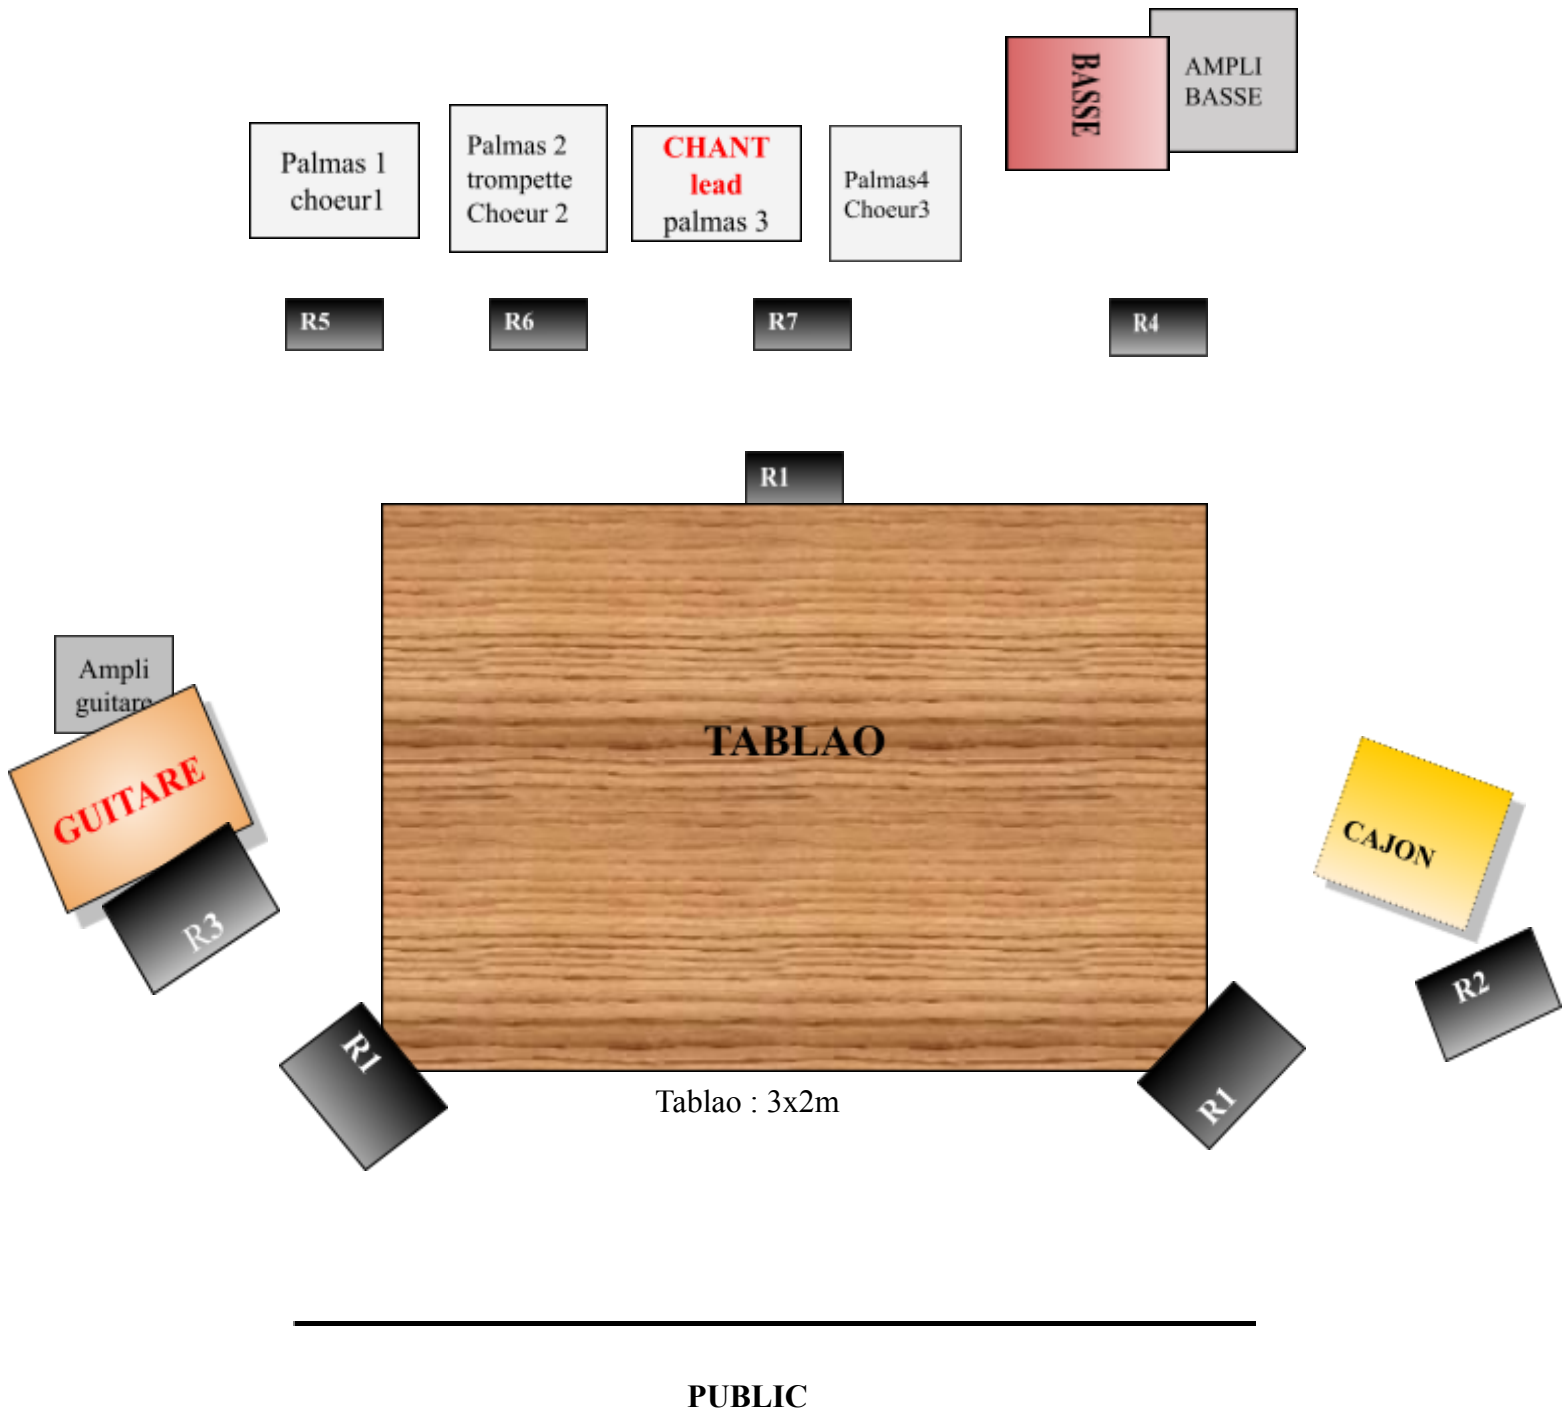 BASSE
AMPLI
BASSE
Palmas 1
choeur1
Palmas 2
trompette
Choeur 2
CHANT
lead
palmas 3
Palmas4
Choeur3
R5
R6
R7
R4
R1
Ampli
guitare
GUITARE
R3
TABLAO
CAJON
R2
R1
R1
Tablao : 3x2m
PUBLIC